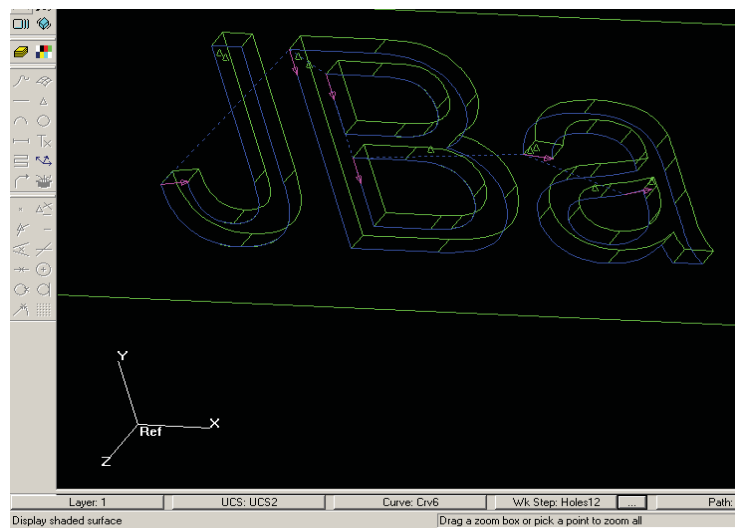 JBa
Y
X
Ref
Z
Layer: 1
UCS: UCS2
Curve: Crv6
Wk Step: Holes12
...
Path:
Display shaded surface
Drag a zoom box or pick a point to zoom all